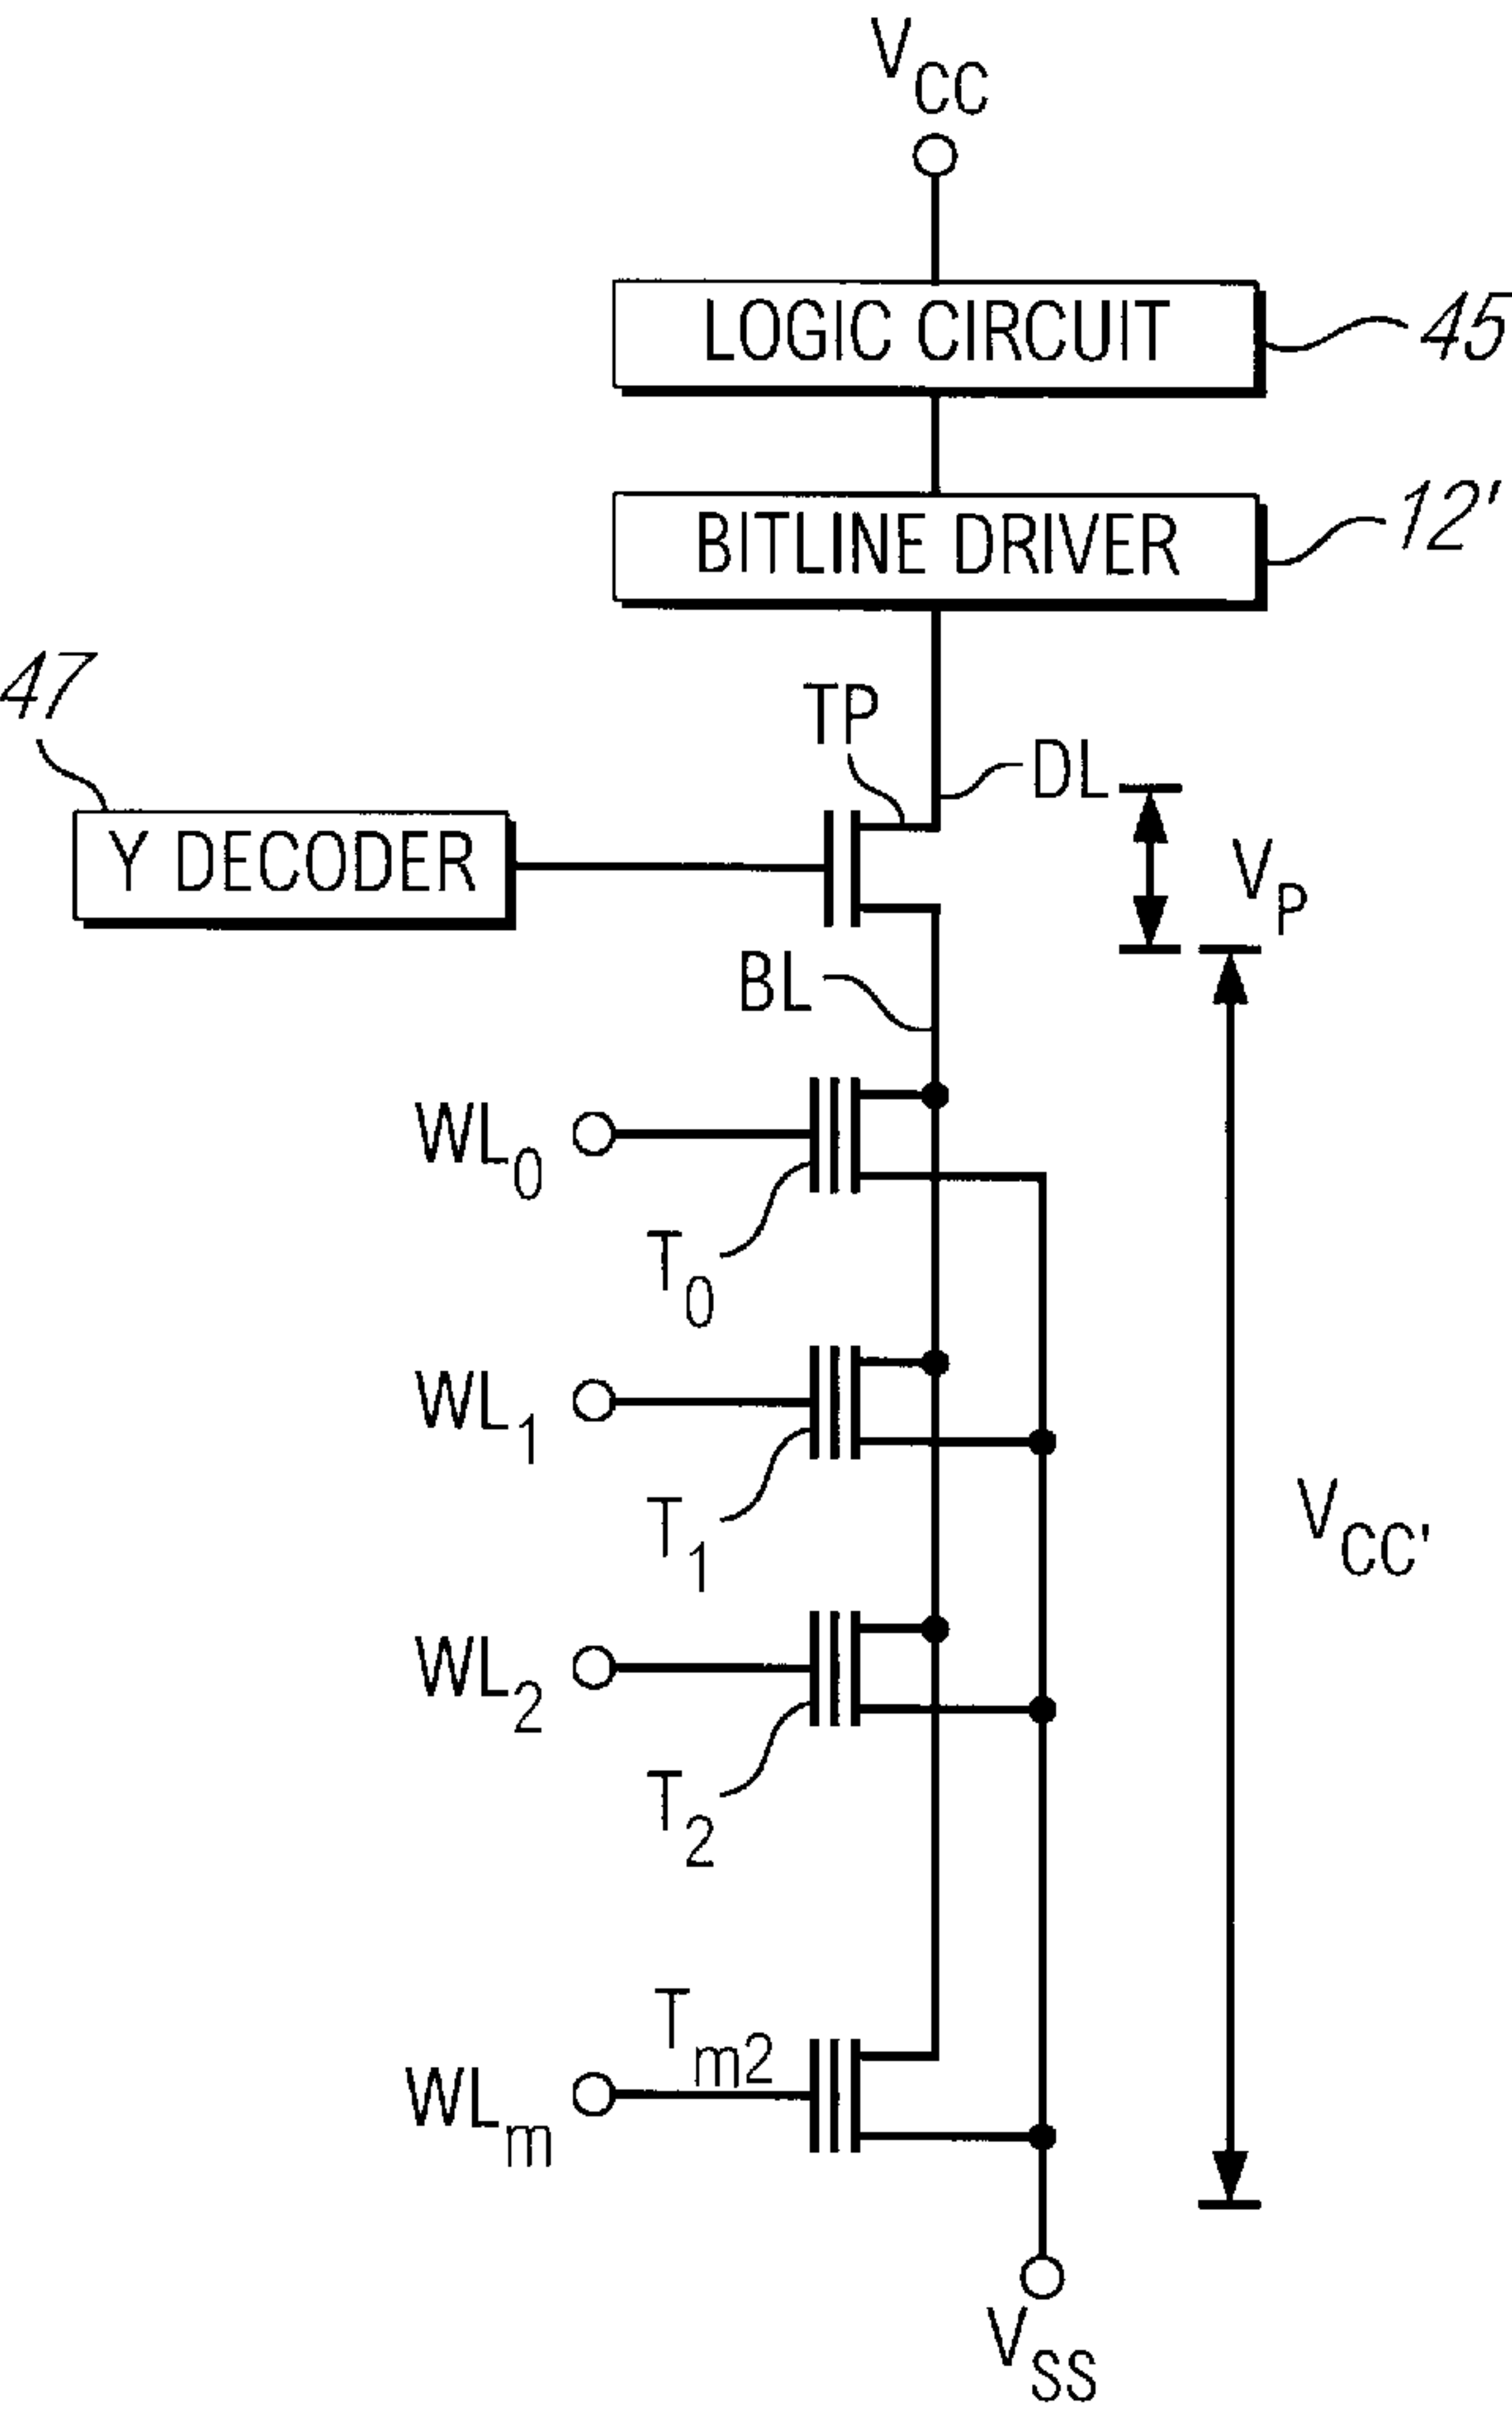 VCC
LOGIC CIRCUIT
45
BITLINE DRIVER
12'
47
TP
DL
Y DECODER
VP
BL
WL0
T0
WL1
T1
VCC'
WL2
T2
Tm2
WLm
VSS